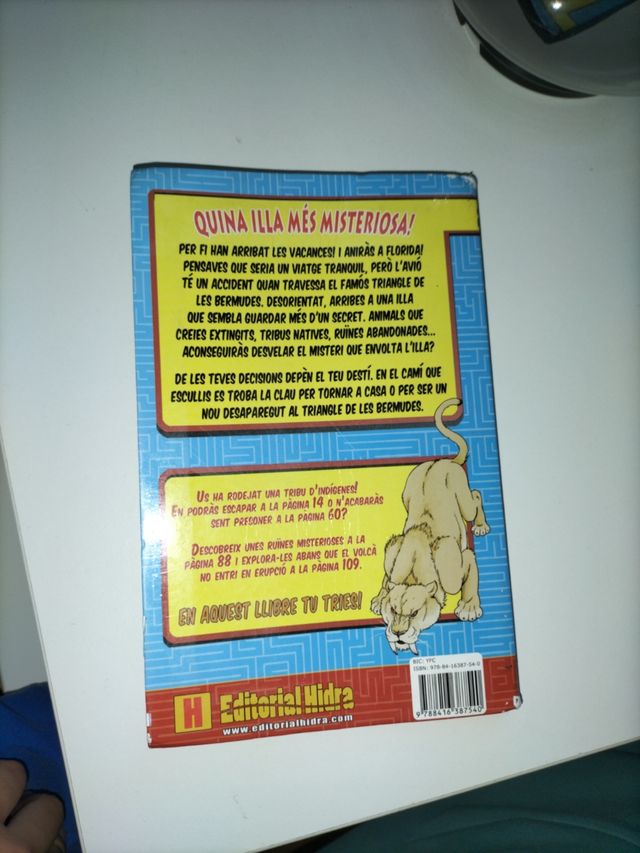 QUINA ILLA MÉS MISTERIOSA!
PER FI HAN ARRIBAT LES VACANCES! I ANIRÀS A FLORIDA!
PENSAVES QUE SERIA UN VIATGE TRANQUIL, PERÒ L'AVIÓ
TÉ UN ACCIDENT QUAN TRAVESSA EL FAMÓS TRIANGLE DE
LES BERMUDES. DESORIENTAT, ARRIBES A UNA ILLA
QUE SEMBLA GUARDAR MÉS D'UN SECRET. ANIMALS QUE
CREIES EXTINGITS, TRIBUS NATIVES, RUÏNES ABANDONADES...
ACONSEGUIRÀS DESVELAR EL MISTERI QUE ENVOLTA L'ILLA?
DE LES TEVES DECISIONS DEPÈN EL TEU DESTÍ. EN EL CAMÍ QUE
ESCULLIS ES TROBA LA CLAU PER TORNAR A CASA O PER SER UN
NOU DESAPAREGUT AL TRIANGLE DE LES BERMUDES.
US HA RODEJAT UNA TRIBU D'INDÍGENES!
EN PODRÀS ESCAPAR A LA PÀGINA 14 O N'ACABARÀS
SENT PRESONER A LA PÀGINA 60?
DESCOBREIX UNES RUÏNES MISTERIOSES A LA
PÀGINA 88 I EXPLORA-LES ABANS QUE EL VOLCÀ
NO ENTRI EN ERUPCIÓ A LA PÀGINA 109.
EN AQUEST LLIBRE TU TRIES!
BIC: YFC
ISBN: 978-84-16387-54-0
H Editorial Hidra
www.editorialhidra.com
9 788416 387540